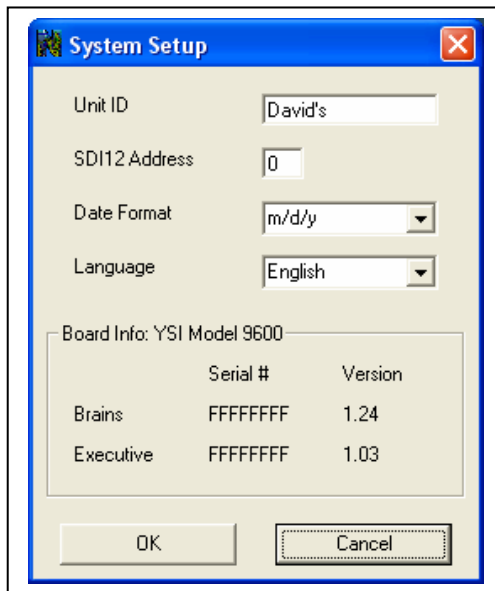 System Setup
Unit ID David's
SDI12 Address 0
Date Format m/d/y
Language English
Board Info: YSI Model 9600
Serial # Version
Brains FFFFFFFF 1.24
Executive FFFFFFFF 1.03
OK Cancel